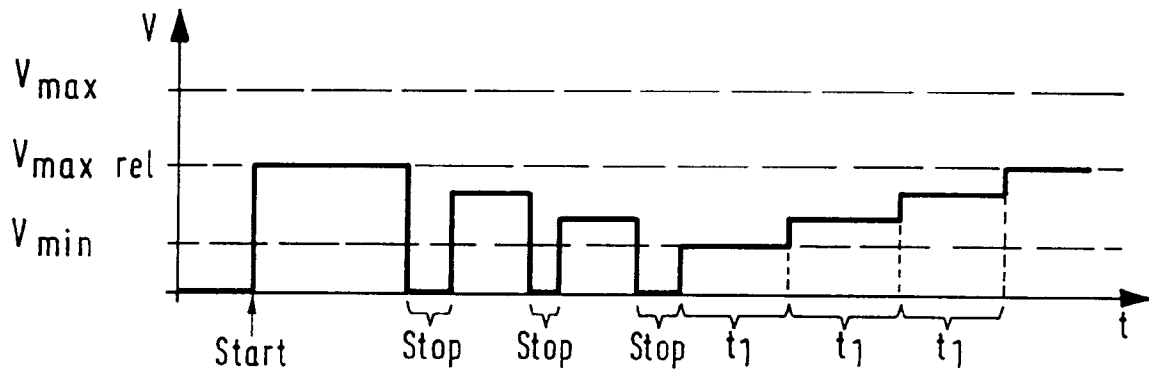 V
V max
V max rel
V min
Start
Stop
Stop
Stop
t1
t1
t1
t